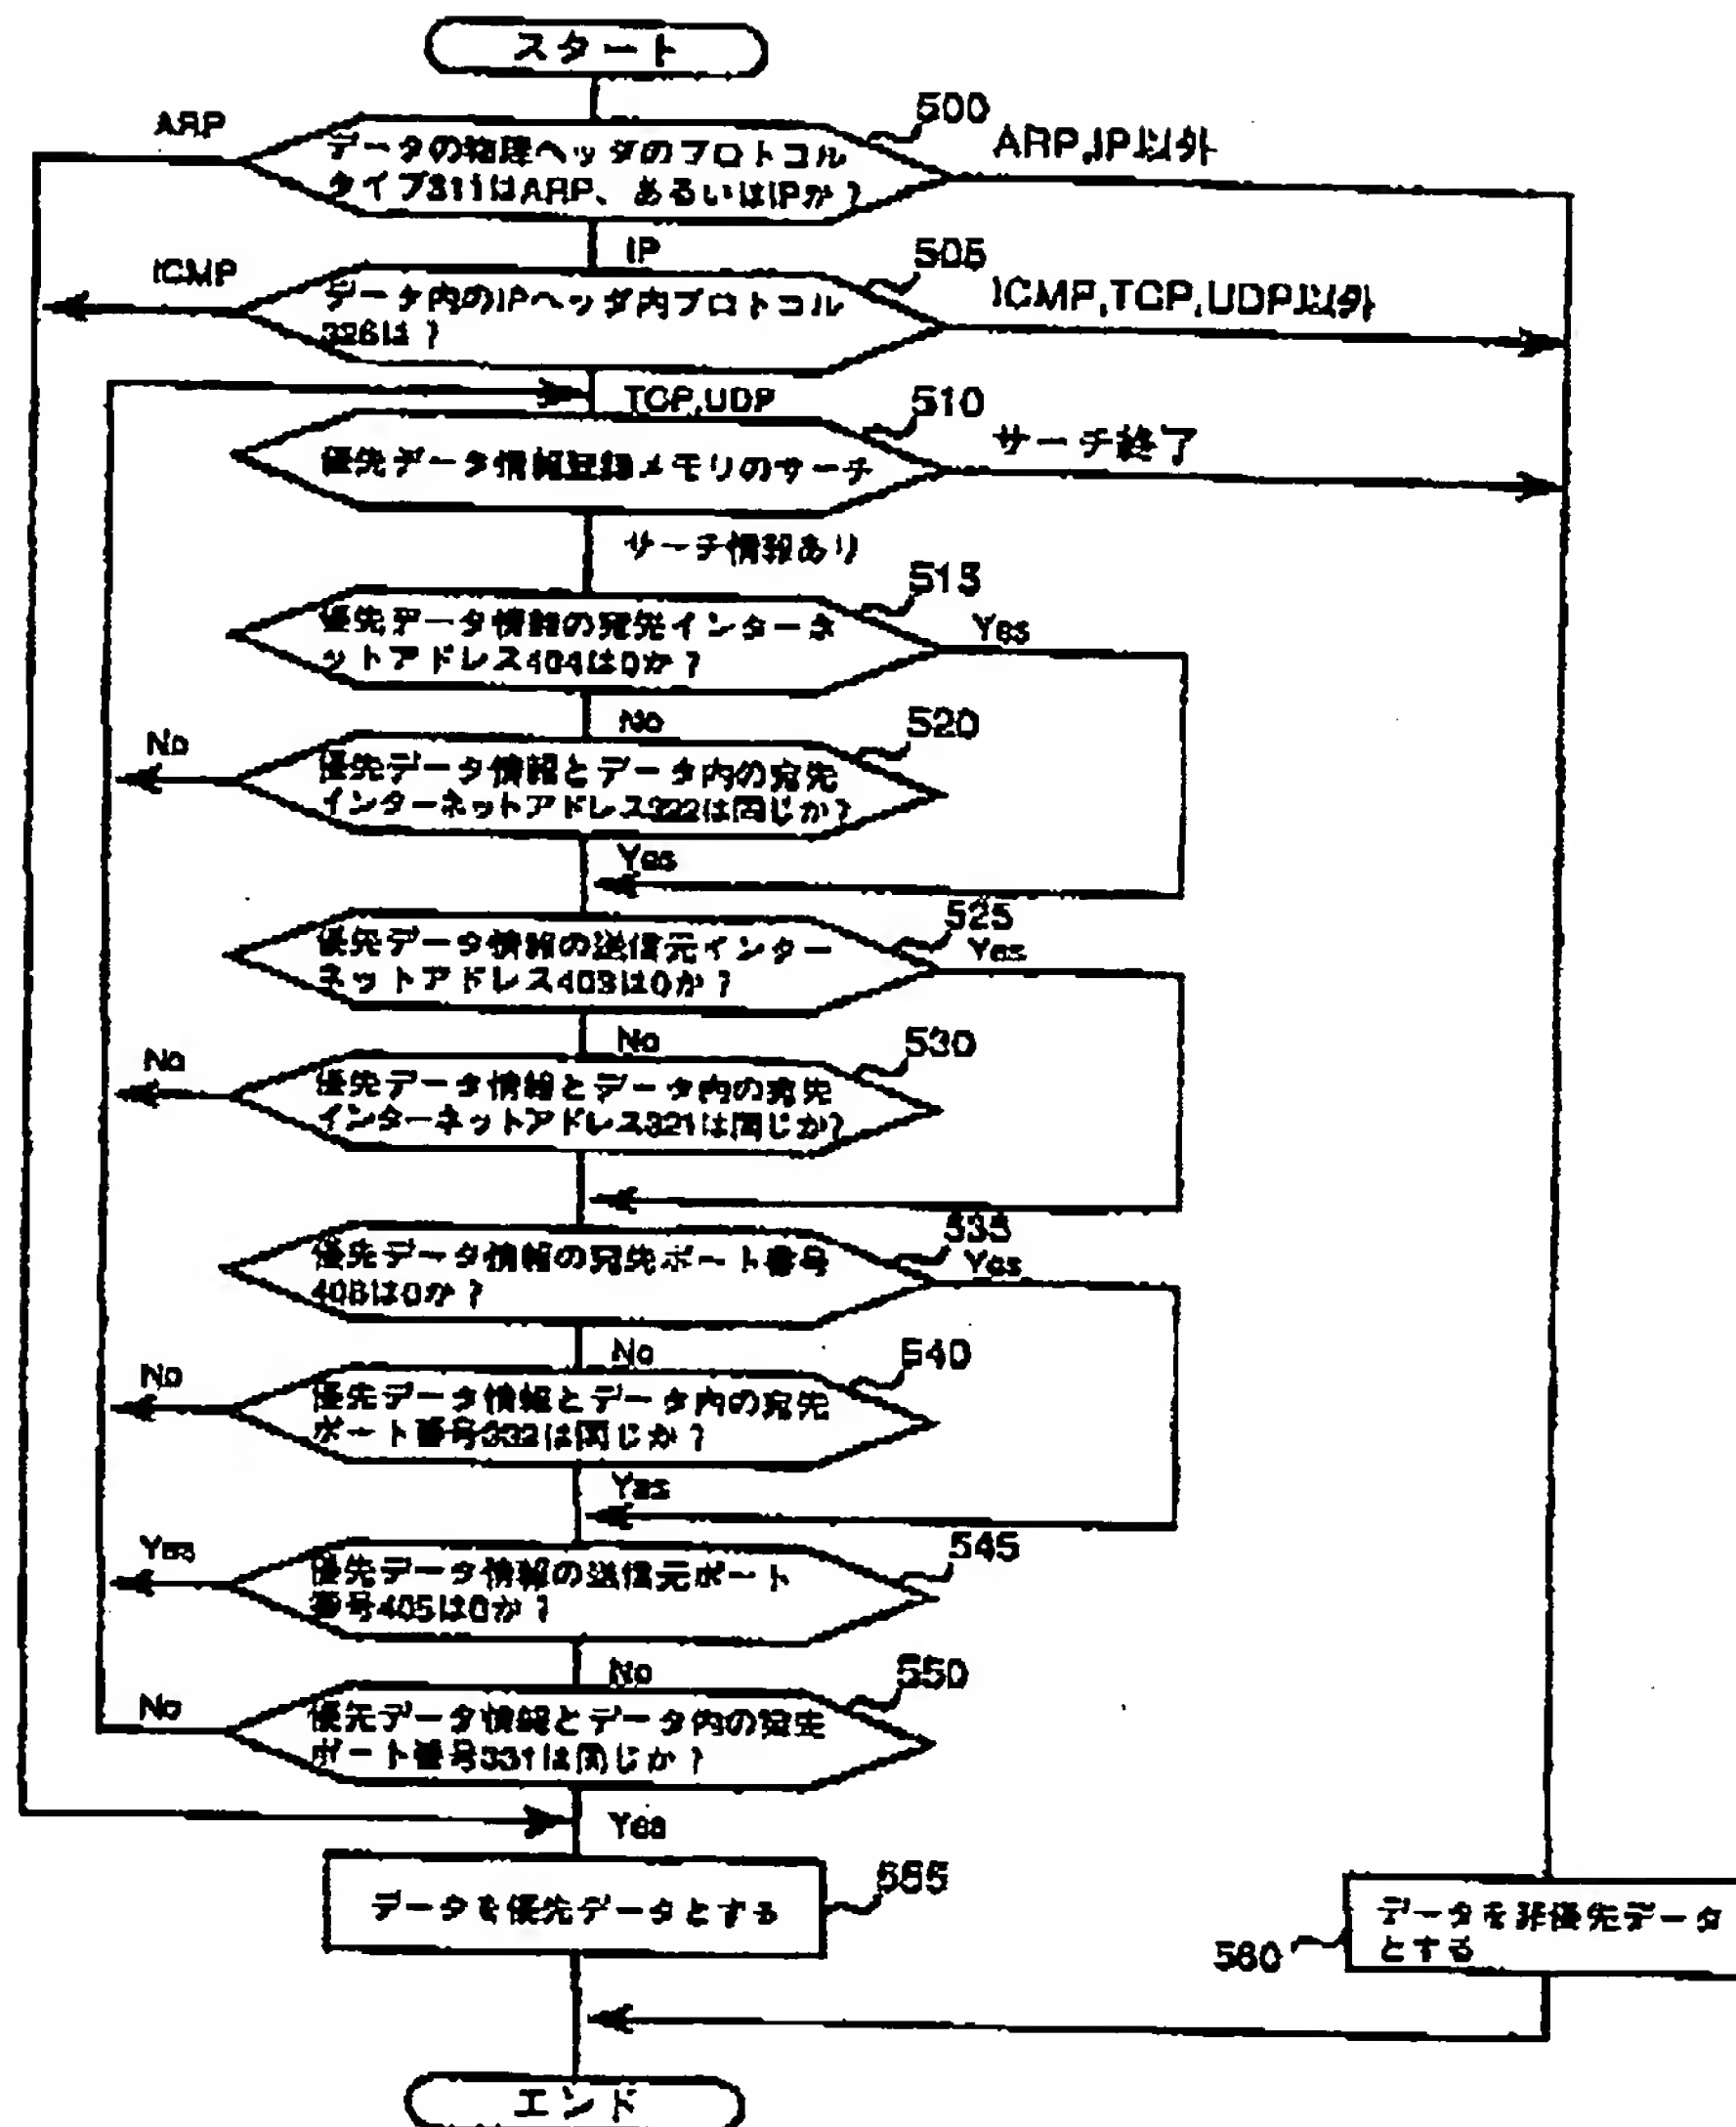 スタート
ARP
500
ARP,IP以外
データの物理ヘッダのプロトコル
タイプ311はARP、あるいはIPか?
IP
ICMP
505
ICMP,TCP,UDP以外
データ内のIPヘッダ内プロトコル
326は?
TCP,UDP
510
サーチ終了
優先データ情報登録メモリのサーチ
サーチ情報あり
515
優先データ情報の宛先インターネ
ットアドレス404は0か?
Yes
No
520
No
優先データ情報とデータ内の宛先
インターネットアドレス322は同じか?
Yes
525
優先データ情報の送信元インター
ネットアドレス403は0か?
Yes
No
530
No
優先データ情報とデータ内の宛先
インターネットアドレス321は同じか?
535
優先データ情報の宛先ポート番号
は0か?
Yes
No
540
No
優先データ情報とデータ内の宛先
ポート番号332は同じか?
Yes
545
Yes
優先データ情報の送信元ポート
番号405は0か?
No
550
No
優先データ情報とデータ内の宛先
ポート番号331は同じか?
Yes
555
データを優先データとする
データを非優先データ
とする
560
エンド